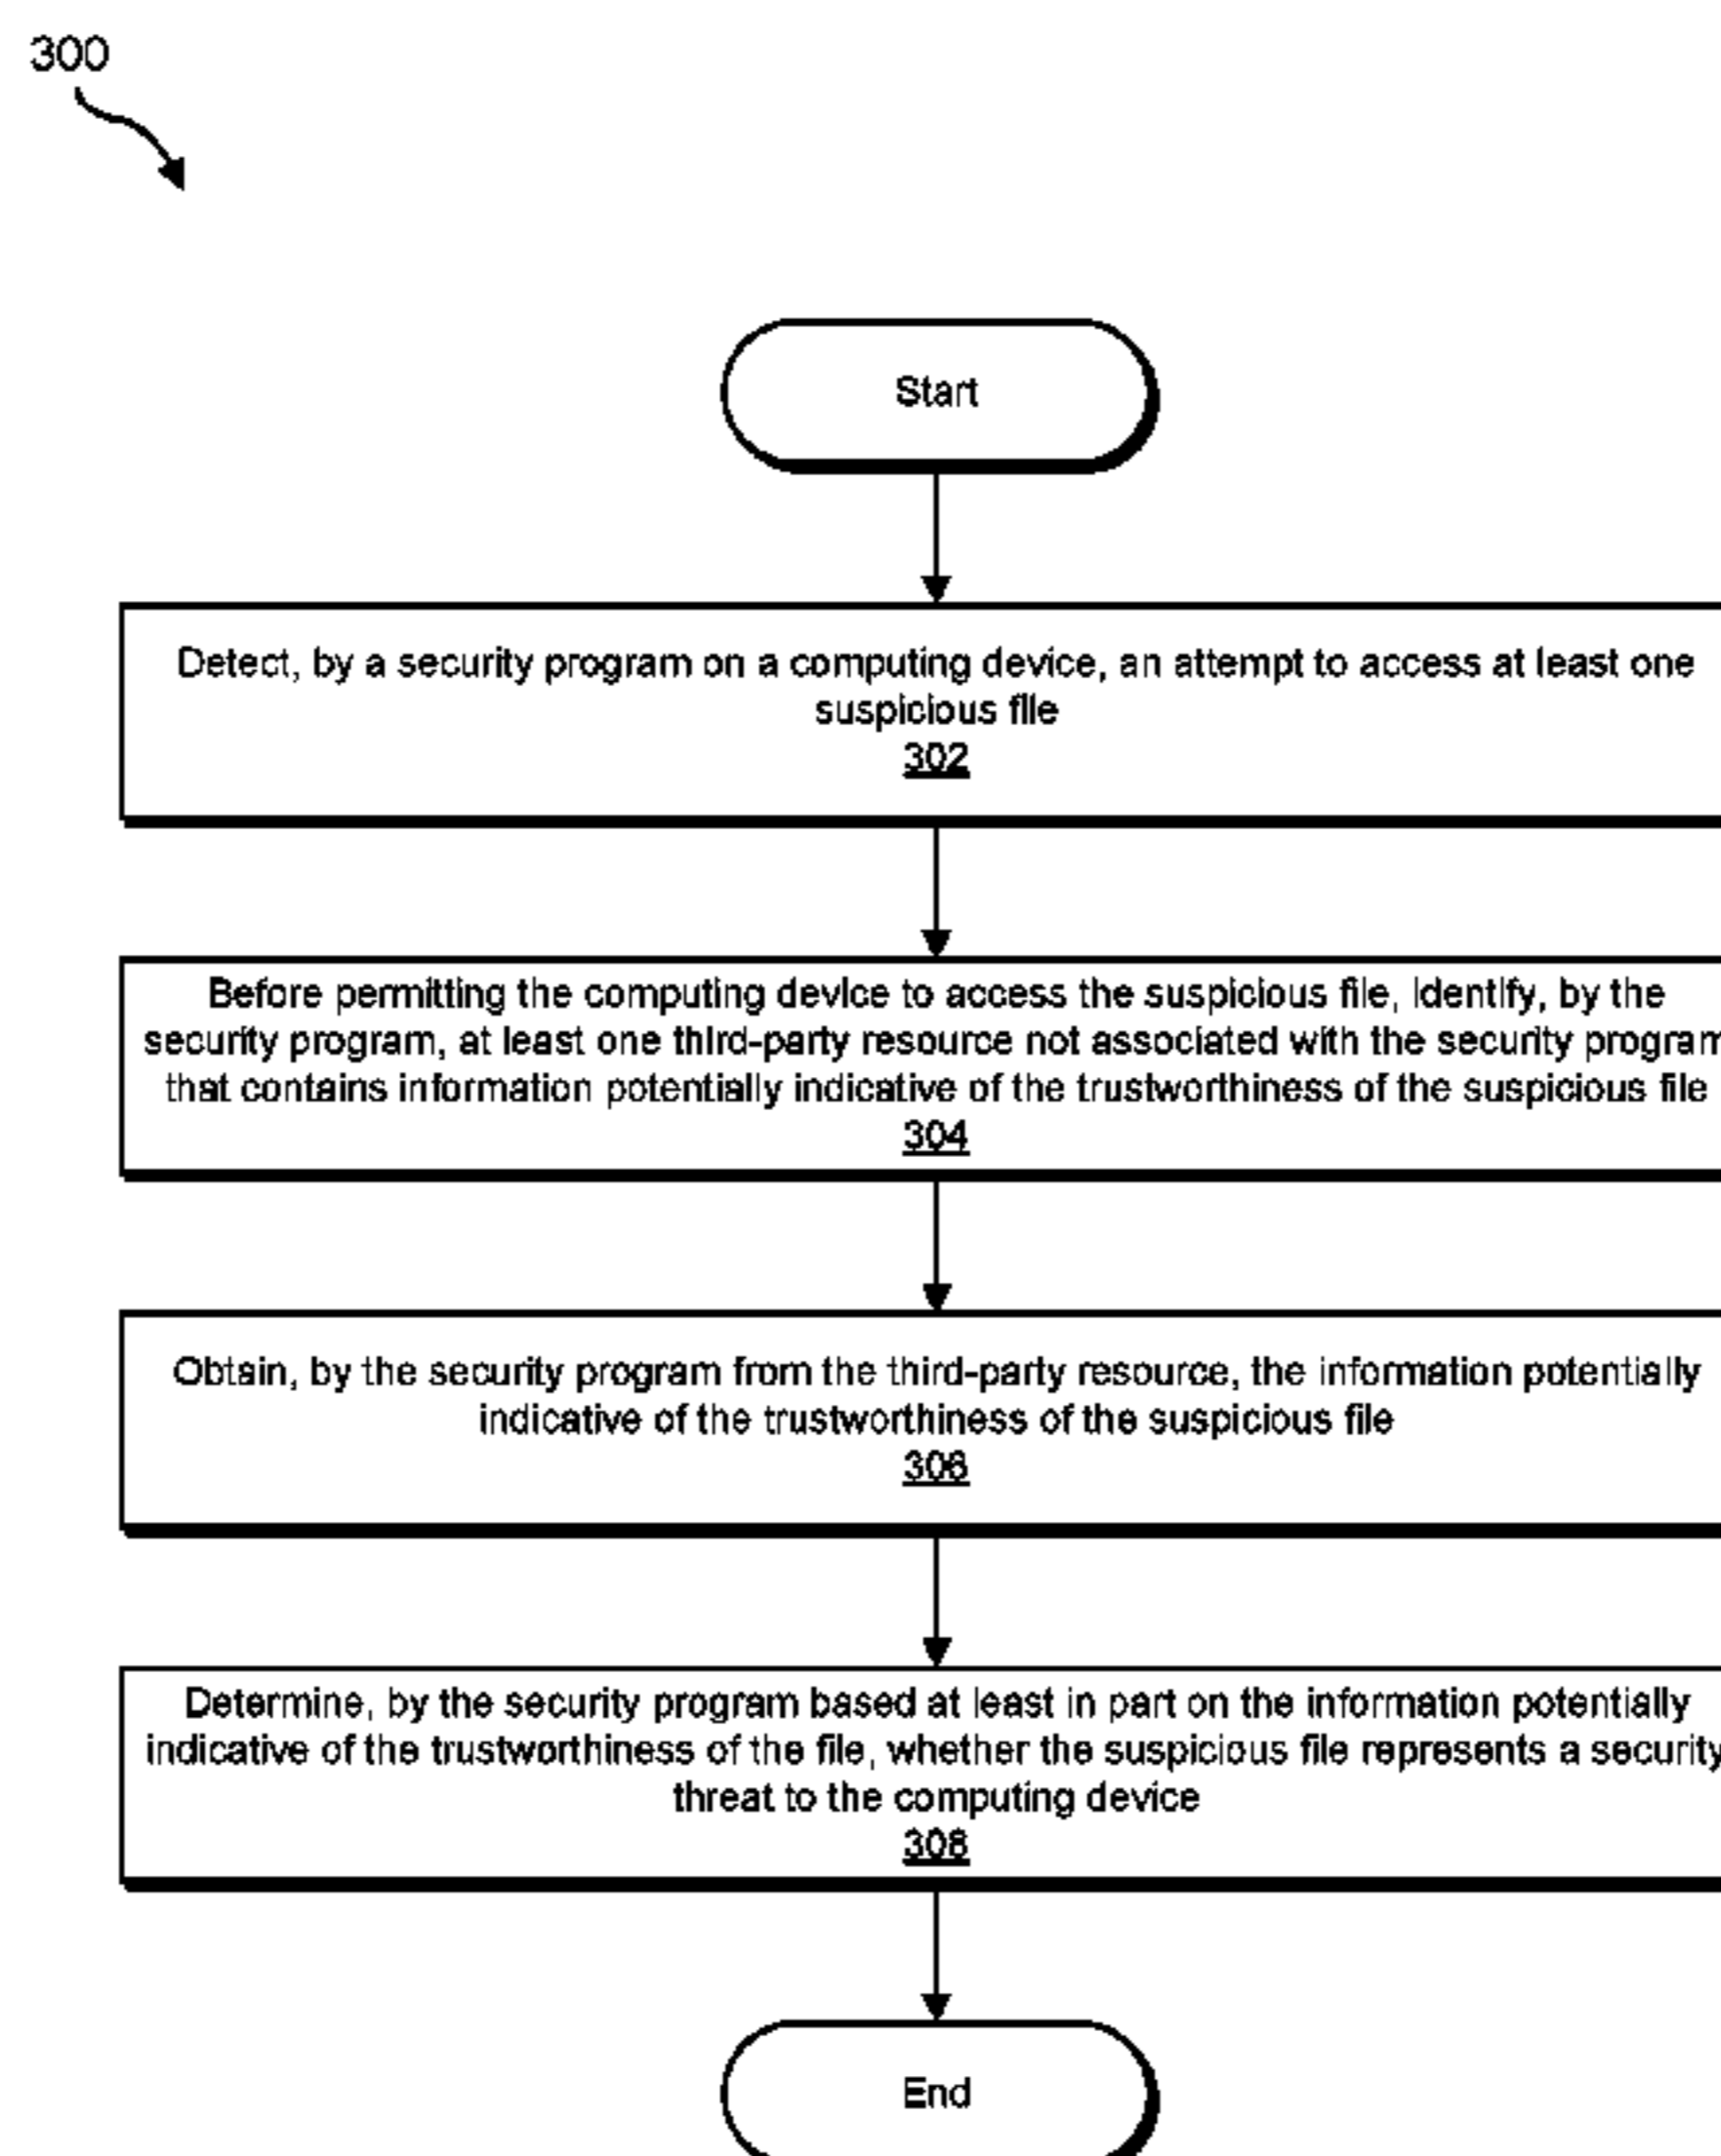 300
Start
Detect, by a security program on a computing device, an attempt to access at least one
suspicious file
302
Before permitting the computing device to access the suspicious file, identify, by the
security program, at least one third-party resource not associated with the security program
that contains information potentially indicative of the trustworthiness of the suspicious file
304
Obtain, by the security program from the third-party resource, the information potentially
indicative of the trustworthiness of the suspicious file
306
Determine, by the security program based at least in part on the information potentially
indicative of the trustworthiness of the file, whether the suspicious file represents a security
threat to the computing device
308
End